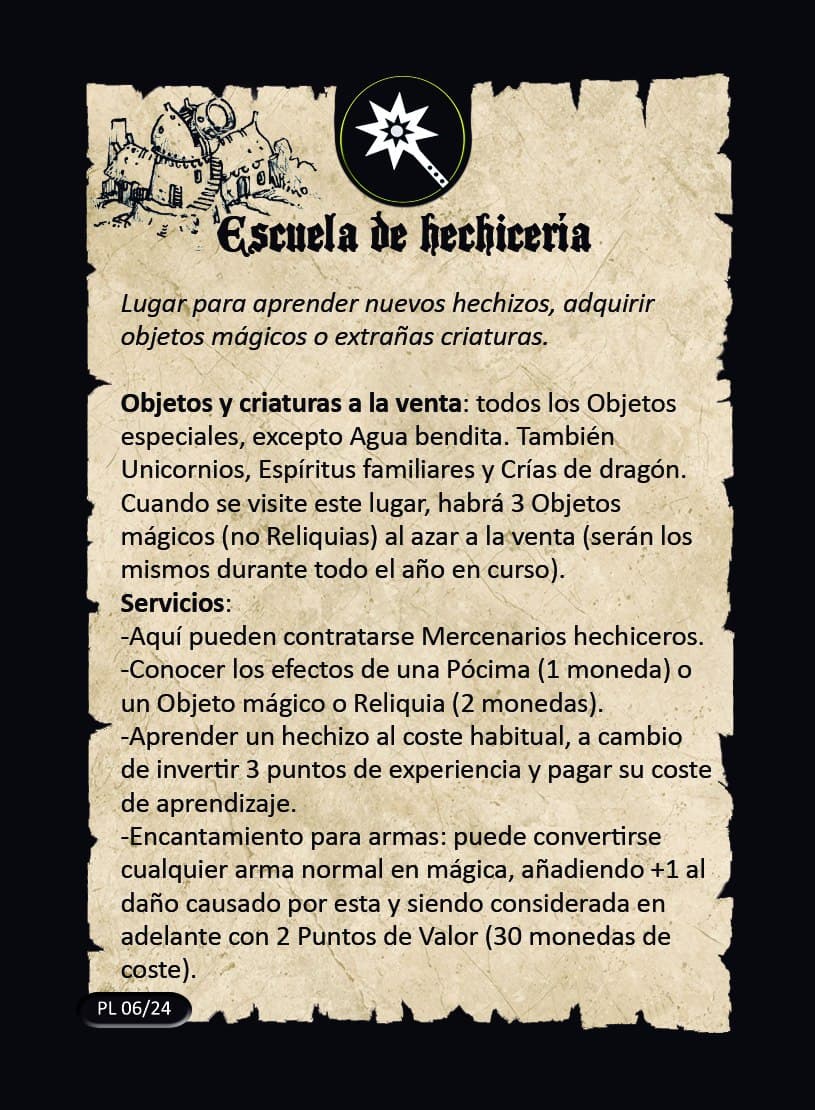 Escuela de hechicería
Lugar para aprender nuevos hechizos, adquirir
objetos mágicos o extrañas criaturas.
Objetos y criaturas a la venta: todos los Objetos
especiales, excepto Agua bendita. También
Unicornios, Espíritus familiares y Crías de dragón.
Cuando se visite este lugar, habrá 3 Objetos
mágicos (no Reliquias) al azar a la venta (serán los
mismos durante todo el año en curso).
Servicios:
-Aquí pueden contratarse Mercenarios hechiceros.
-Conocer los efectos de una Pócima (1 moneda) o
un Objeto mágico o Reliquia (2 monedas).
-Aprender un hechizo al coste habitual, a cambio
de invertir 3 puntos de experiencia y pagar su coste
de aprendizaje.
-Encantamiento para armas: puede convertirse
cualquier arma normal en mágica, añadiendo +1 al
daño causado por esta y siendo considerada en
adelante con 2 Puntos de Valor (30 monedas de
coste).
PL 06/24